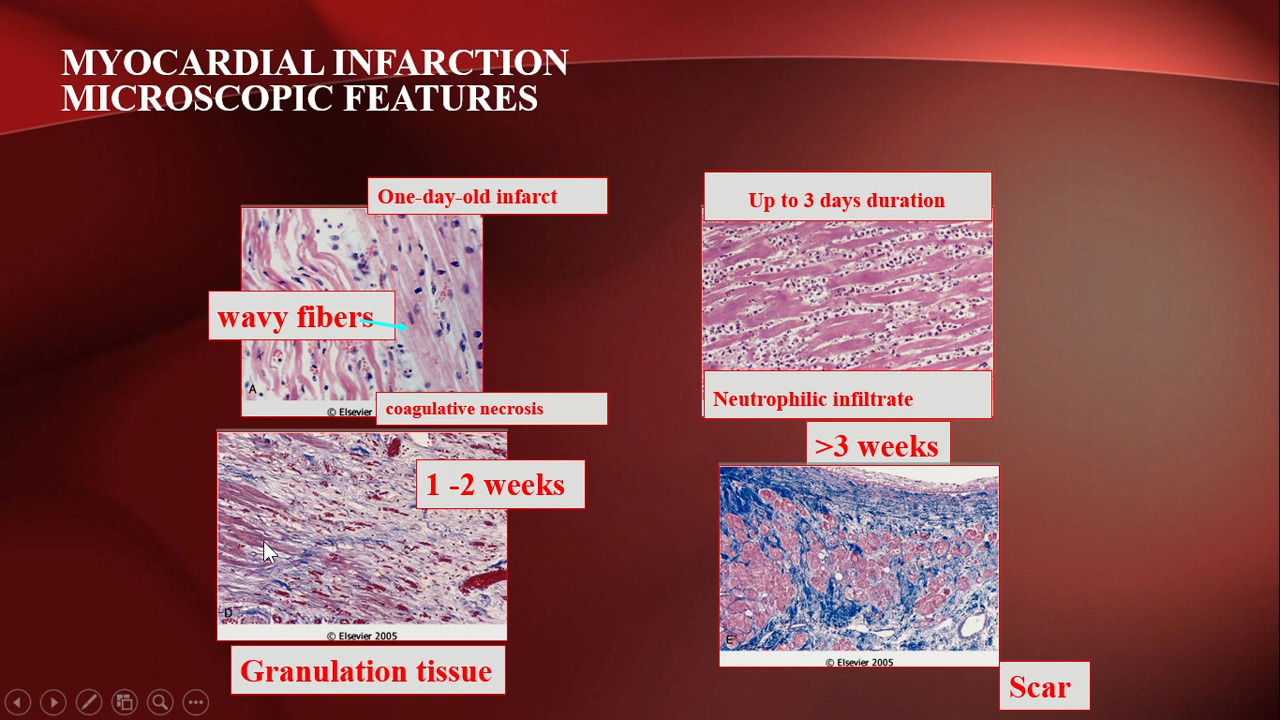 MYOCARDIAL INFARCTION
MICROSCOPIC FEATURES
One-day-old infarct
wavy fibers
A
© Elsevier
coagulative necrosis
Up to 3 days duration
Neutrophilic infiltrate
1 -2 weeks
D
© Elsevier 2005
Granulation tissue
>3 weeks
E
© Elsevier 2005
Scar